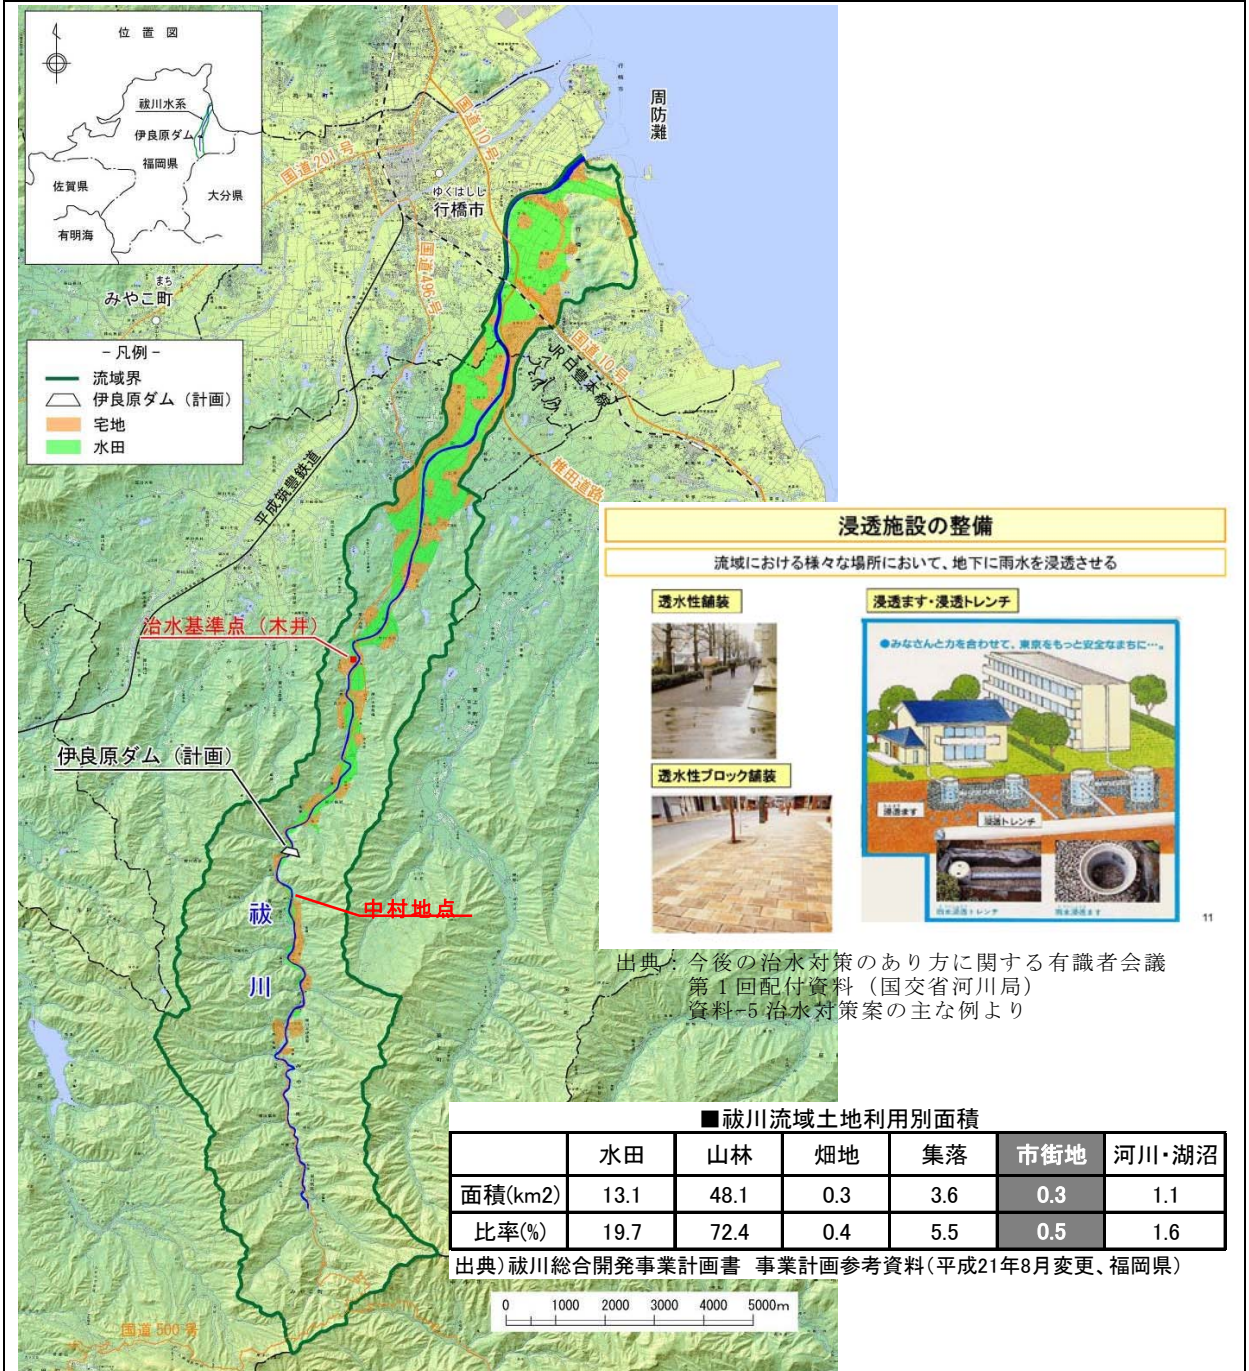 位置図
祓川水系
伊良原ダム
福岡県
佐賀県
大分県
有明海
周防灘
国道10号
国道201号
ゆくはしし
行橋市
国道496号
まち
みやこ町
国道10号
JR日豊本線
- 凡例 -
流域界
伊良原ダム（計画）
宅地
水田
平成筑豊鉄道
椎田道路
治水基準点（木井）
伊良原ダム（計画）
中村地点
祓川
国道500号
浸透施設の整備
流域における様々な場所において、地下に雨水を浸透させる
透水性舗装
浸透ます・浸透トレンチ
●みなさんと力を合わせて、東京をもっと安全なまちに…。
透水性ブロック舗装
浸透ます
浸透トレンチ
雨水浸透トレンチ
雨水浸透ます
11
出典：今後の治水対策のあり方に関する有識者会議
第1回配付資料（国交省河川局）
資料-5 治水対策案の主な例より
■祓川流域土地利用別面積
水田 山林 畑地 集落 市街地 河川・湖沼
面積(km2) 13.1 48.1 0.3 3.6 0.3 1.1
比率(%) 19.7 72.4 0.4 5.5 0.5 1.6
出典）祓川総合開発事業計画書 事業計画参考資料（平成21年8月変更、福岡県）
0 1000 2000 3000 4000 5000m